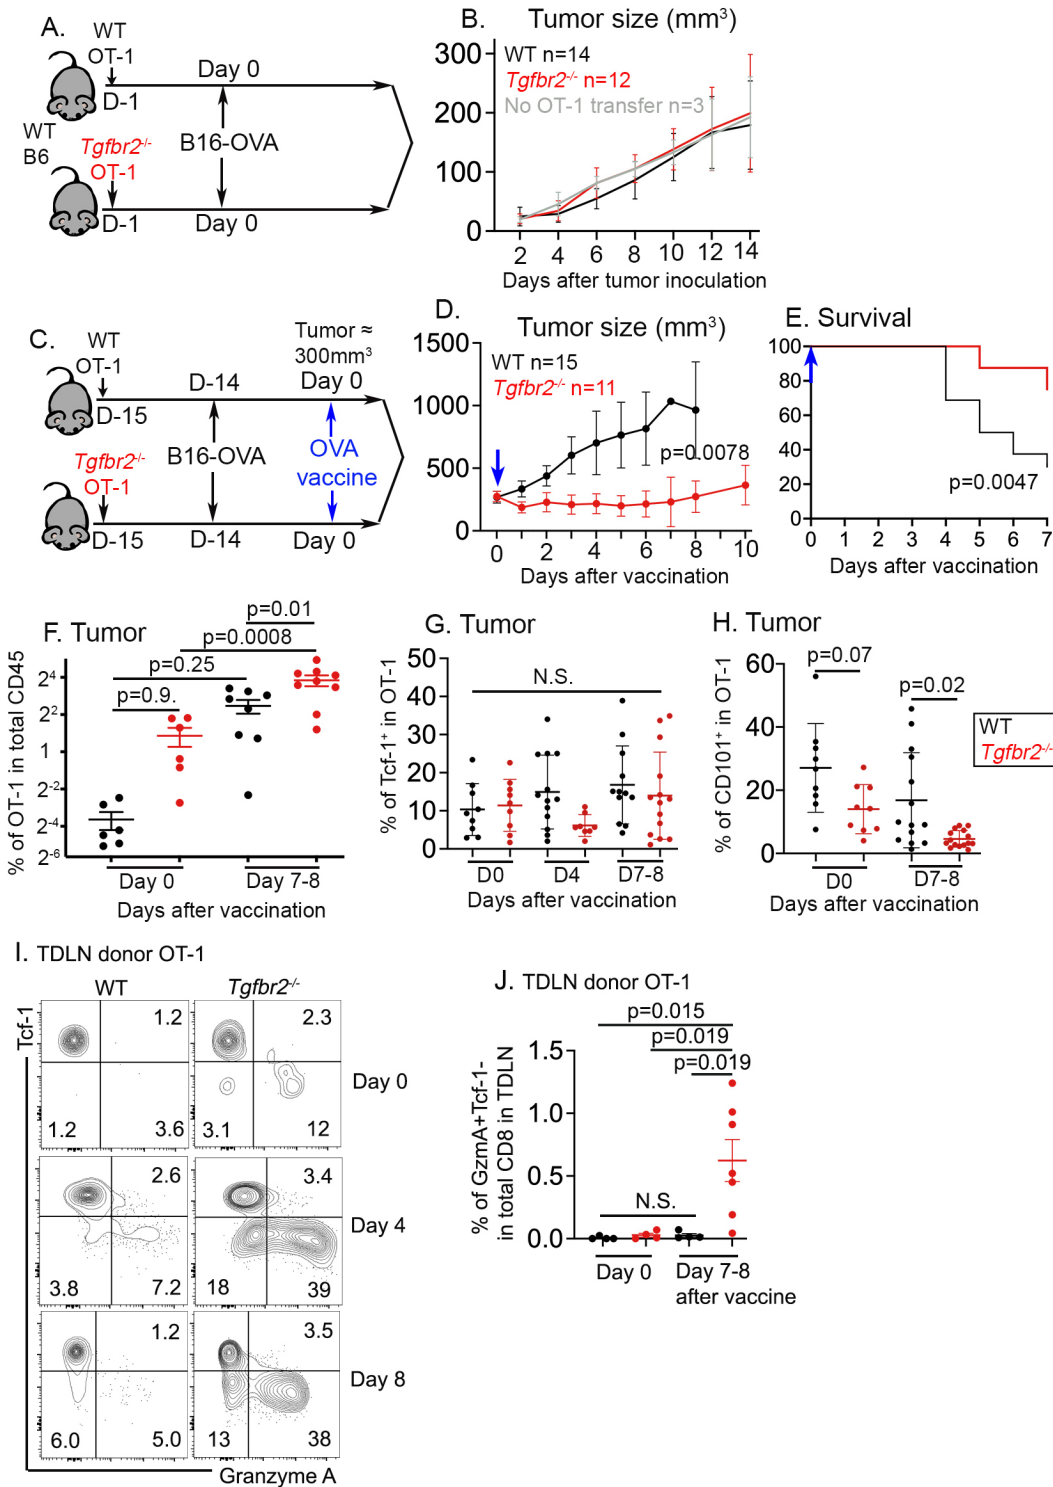 A.
WT
OT-1
Day 0
D-1
WT
B6
B16-OVA
Tgfbr2-/-
OT-1
D-1
Day 0
B.
Tumor size (mm3)
300
200
100
0
WT n=14
Tgfbr2-/- n=12
No OT-1 transfer n=3
2 4 6 8 10 12 14
Days after tumor inoculation
C.
WT
OT-1
Tumor ≈
300mm3
Day 0
D-14
D-15
B16-OVA
OVA
vaccine
Tgfbr2-/-
OT-1
D-15
D-14
Day 0
D.
Tumor size (mm3)
1500
1000
500
0
WT n=15
Tgfbr2-/- n=11
p=0.0078
0 2 4 6 8 10
Days after vaccination
E. Survival
100
80
60
40
20
0
p=0.0047
0 1 2 3 4 5 6 7
Days after vaccination
F. Tumor
p=0.01
p=0.0008
p=0.25
p=0.9.
% of OT-1 in total CD45
24
22
1
2-2
2-4
2-6
Day 0
Day 7-8
Days after vaccination
G. Tumor
% of Tcf-1+ in OT-1
50
40
30
20
10
0
N.S.
D0 D4 D7-8
Days after vaccination
H. Tumor
% of CD101+ in OT-1
60
40
20
0
p=0.07
p=0.02
WT
Tgfbr2-/-
D0 D7-8
Days after vaccination
I. TDLN donor OT-1
WT
Tgfbr2-/-
Tcf-1
1.2
2.3
Day 0
1.2
3.6
3.1
12
2.6
3.4
Day 4
3.8
7.2
18
39
1.2
3.5
Day 8
6.0
5.0
13
38
Granzyme A
J. TDLN donor OT-1
p=0.015
p=0.019
p=0.019
% of GzmA+Tcf-1-
in total CD8 in TDLN
1.5
1.0
0.5
0.0
N.S.
Day 0
Day 7-8
after vaccine